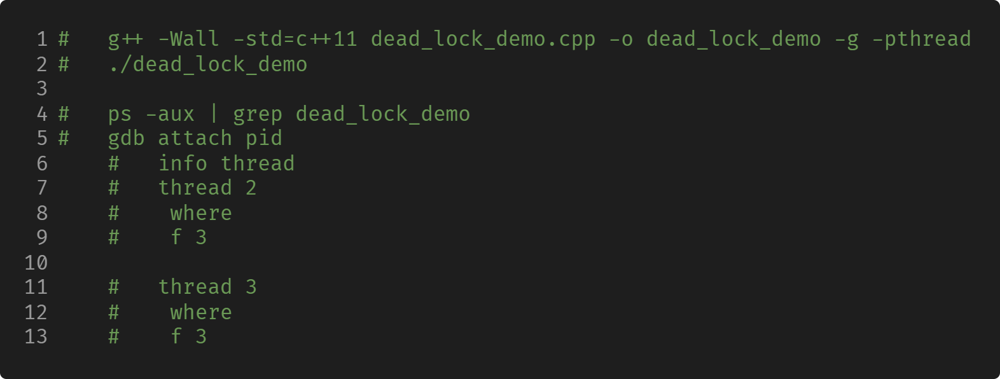 1 #   g++ -Wall -std=c++11 dead_lock_demo.cpp -o dead_lock_demo -g -pthread
2 #   ./dead_lock_demo
3
4 #   ps -aux | grep dead_lock_demo
5 #   gdb attach pid
6     #   info thread
7     #   thread 2
8     #    where
9     #    f 3
10
11     #   thread 3
12     #    where
13     #    f 3